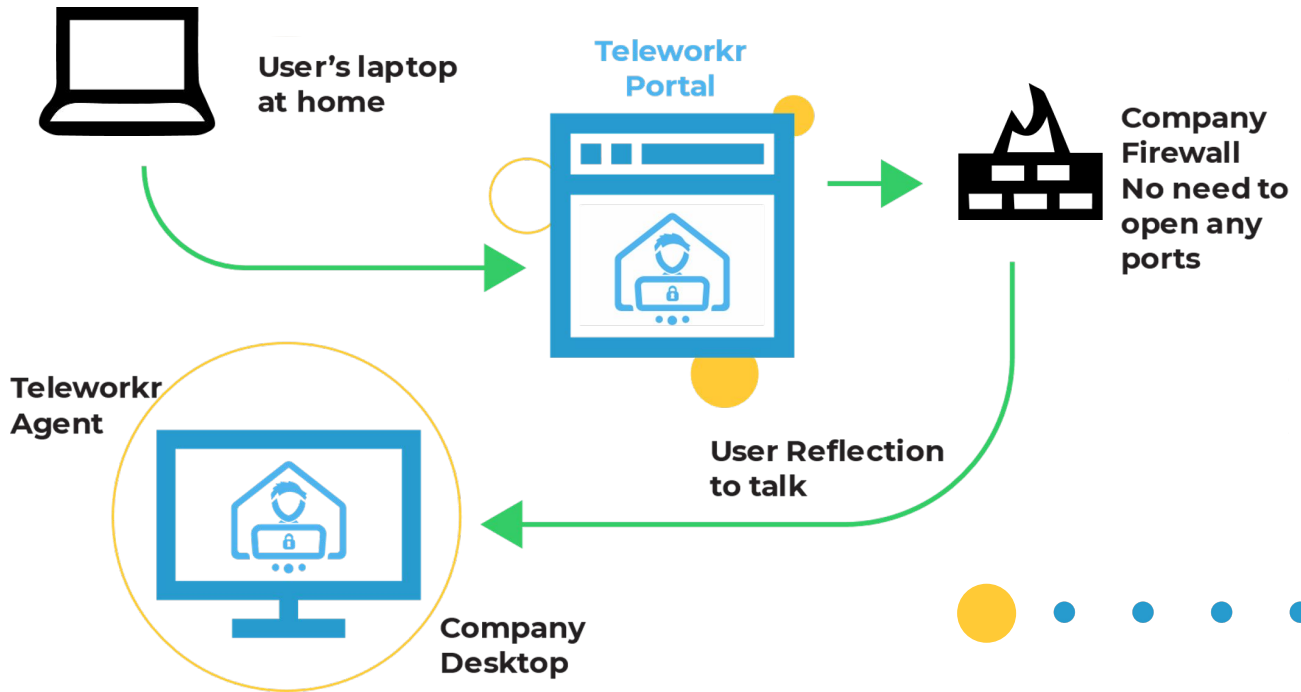 User's laptop
at home
Teleworkr
Portal
Company
Firewall
No need to
open any
ports
Teleworkr
Agent
User Reflection
to talk
Company
Desktop